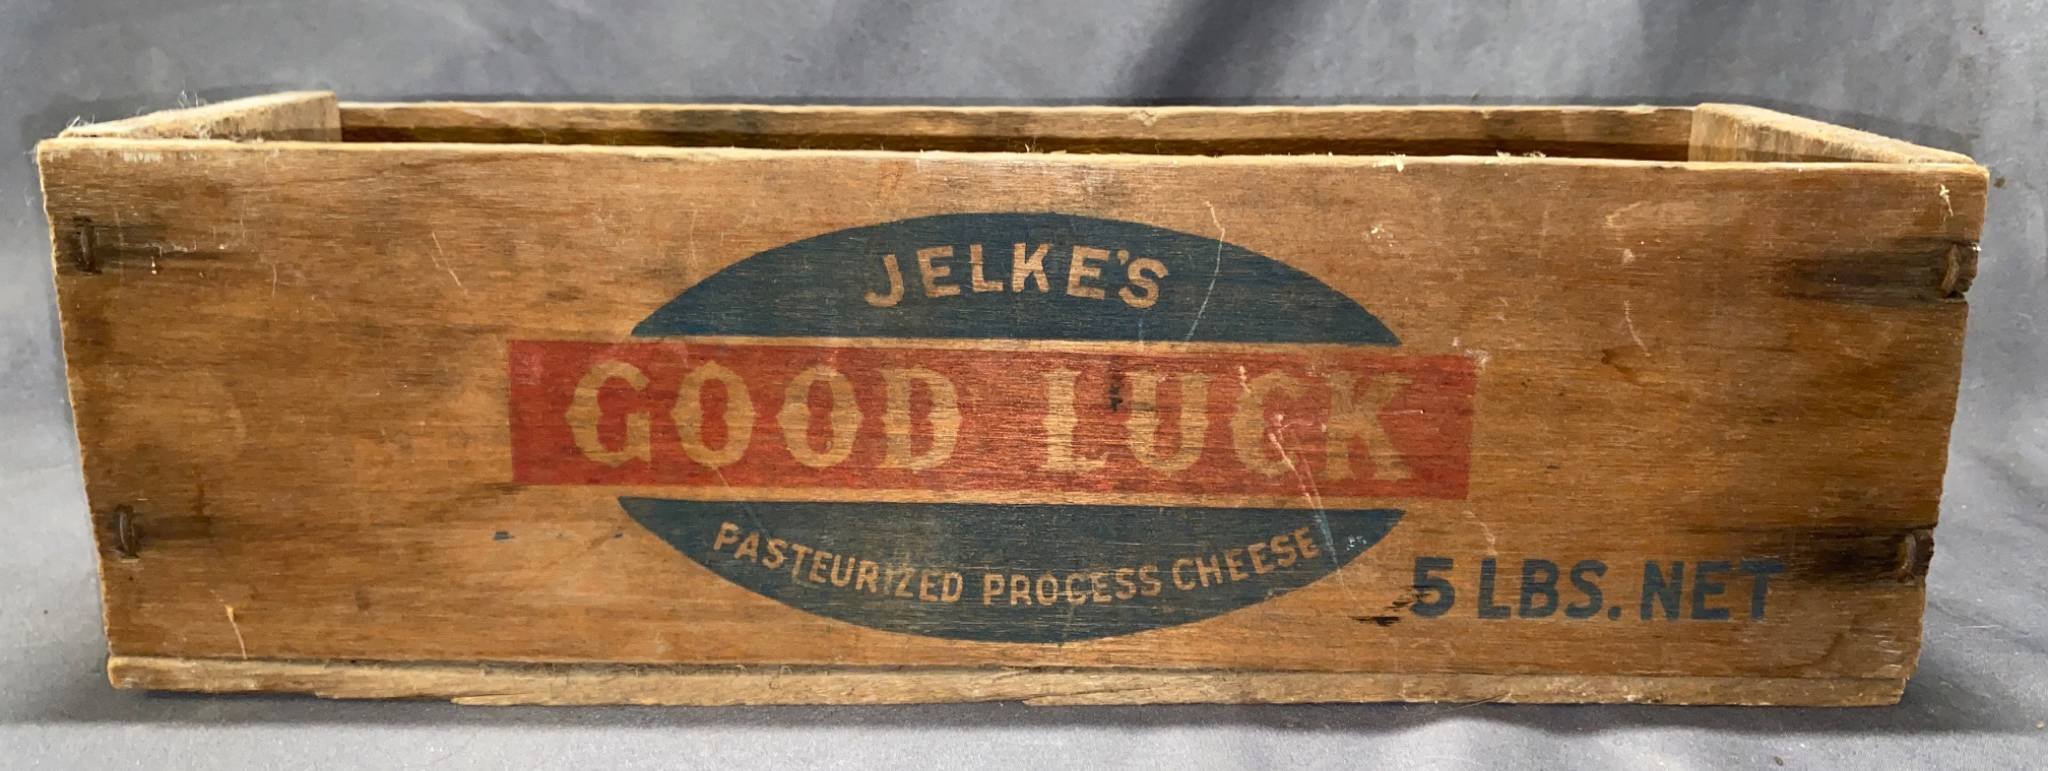 JELKE'S
GOOD LUCK
PASTEURIZED PROCESS CHEESE
5 LBS. NET